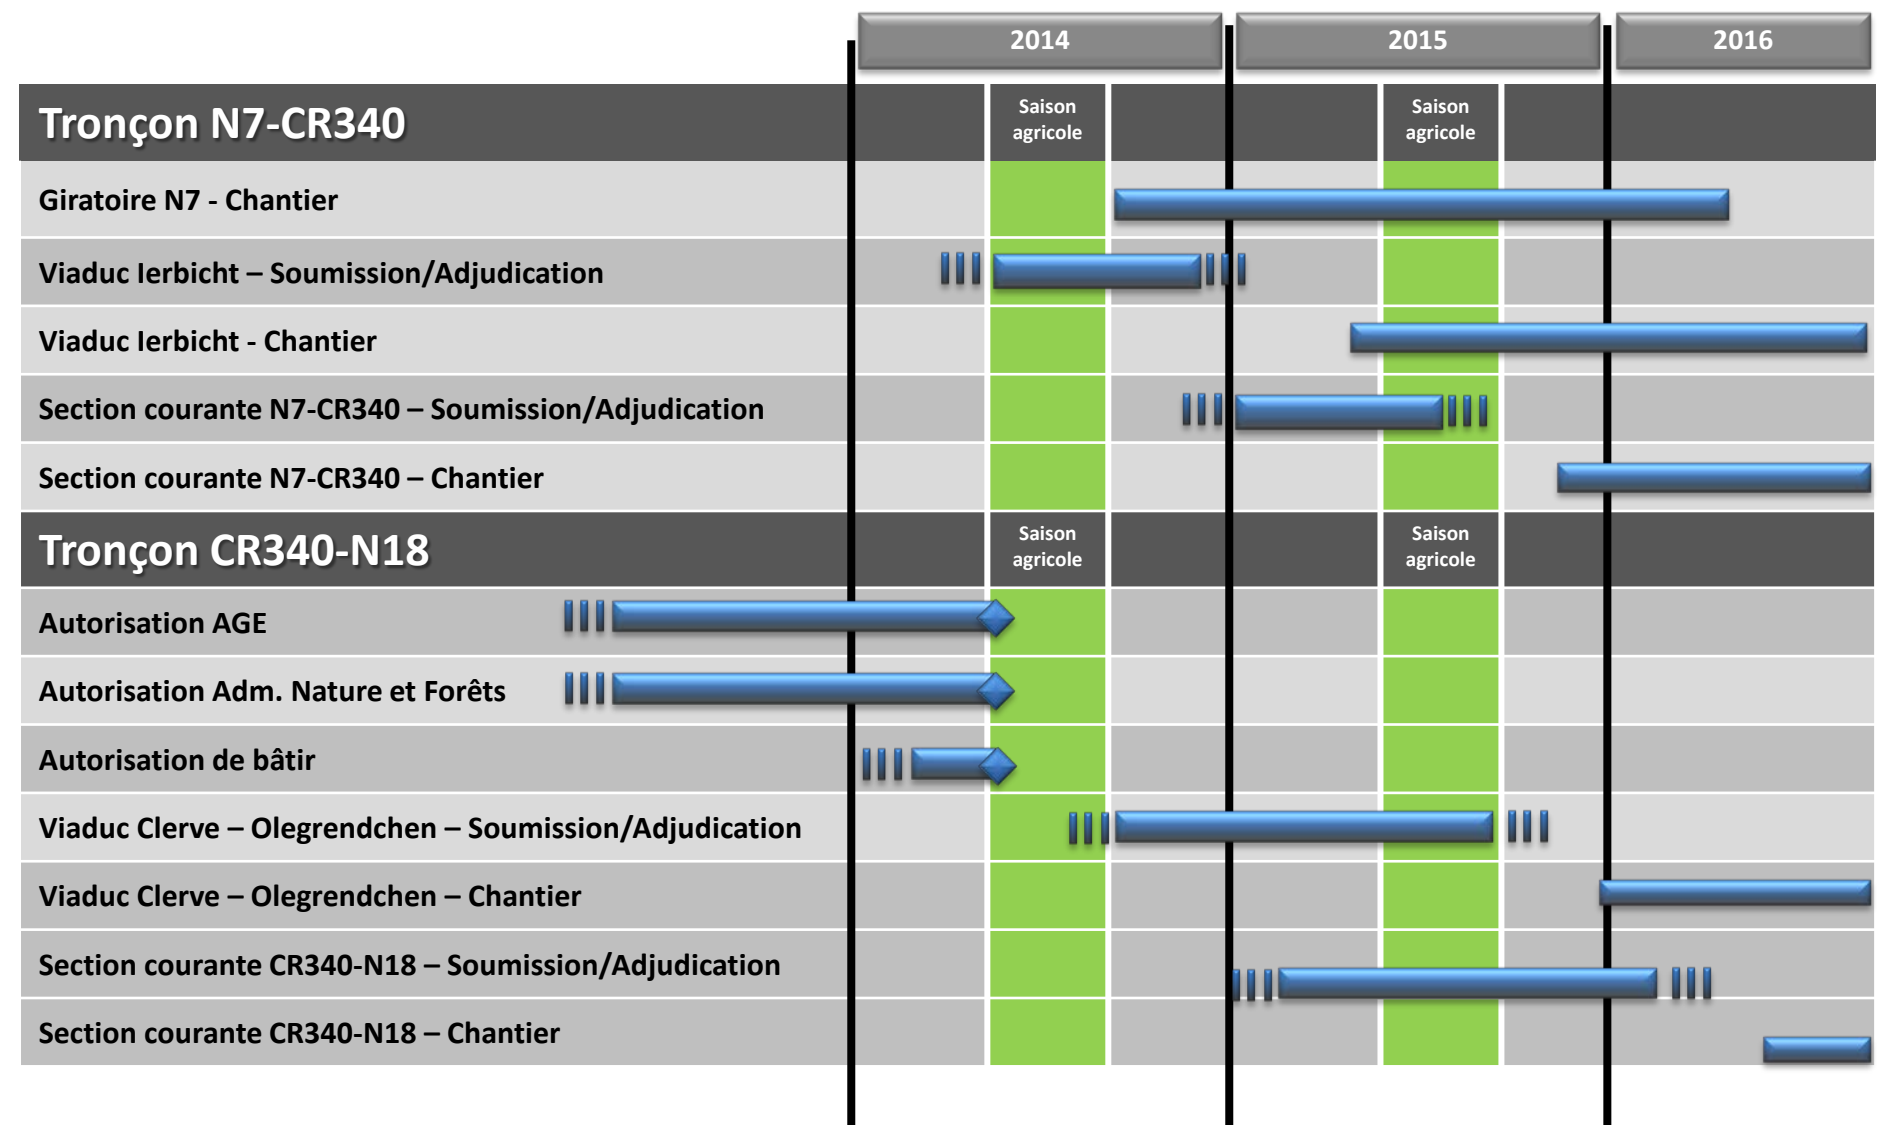 2014
2015
2016
Tronçon N7-CR340
Saison
agricole
Saison
agricole
Giratoire N7 - Chantier
Viaduc Ierbicht – Soumission/Adjudication
Viaduc Ierbicht - Chantier
Section courante N7-CR340 – Soumission/Adjudication
Section courante N7-CR340 – Chantier
Tronçon CR340-N18
Saison
agricole
Saison
agricole
Autorisation AGE
Autorisation Adm. Nature et Forêts
Autorisation de bâtir
Viaduc Clerve – Olegrendchen – Soumission/Adjudication
Viaduc Clerve – Olegrendchen – Chantier
Section courante CR340-N18 – Soumission/Adjudication
Section courante CR340-N18 – Chantier